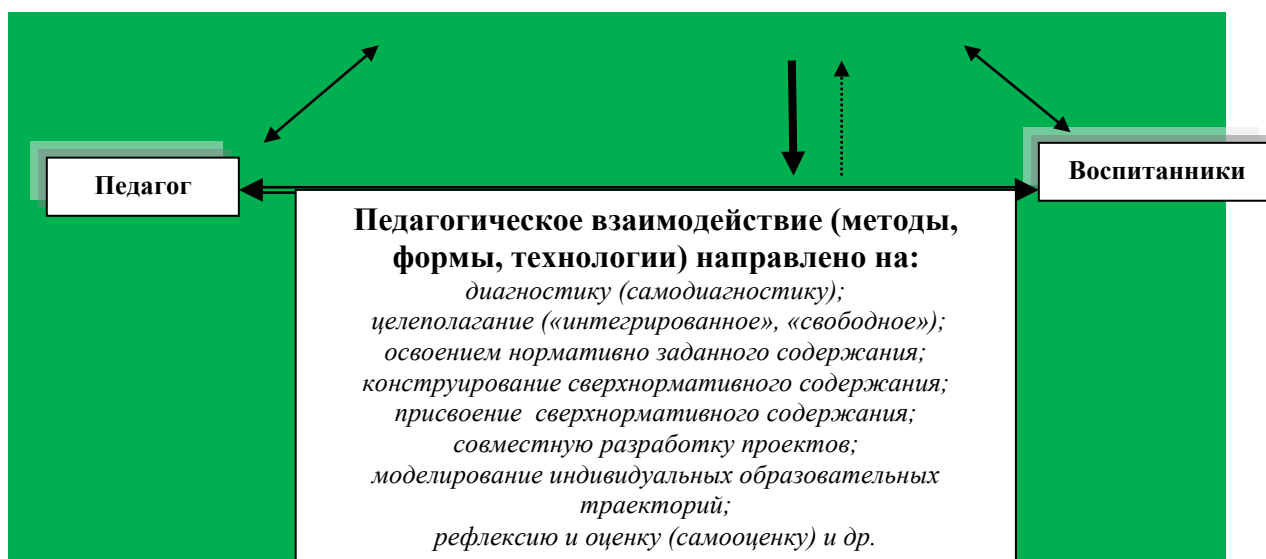 Педагог
Воспитанники
Педагогическое взаимодействие (методы,
формы, технологии) направлено на:
диагностику (самодиагностику);
целеполагание («интегрированное», «свободное»);
освоением нормативно заданного содержания;
конструирование сверхнормативного содержания;
присвоение  сверхнормативного содержания;
совместную разработку проектов;
моделирование индивидуальных образовательных
траекторий;
рефлексию и оценку (самооценку) и др.